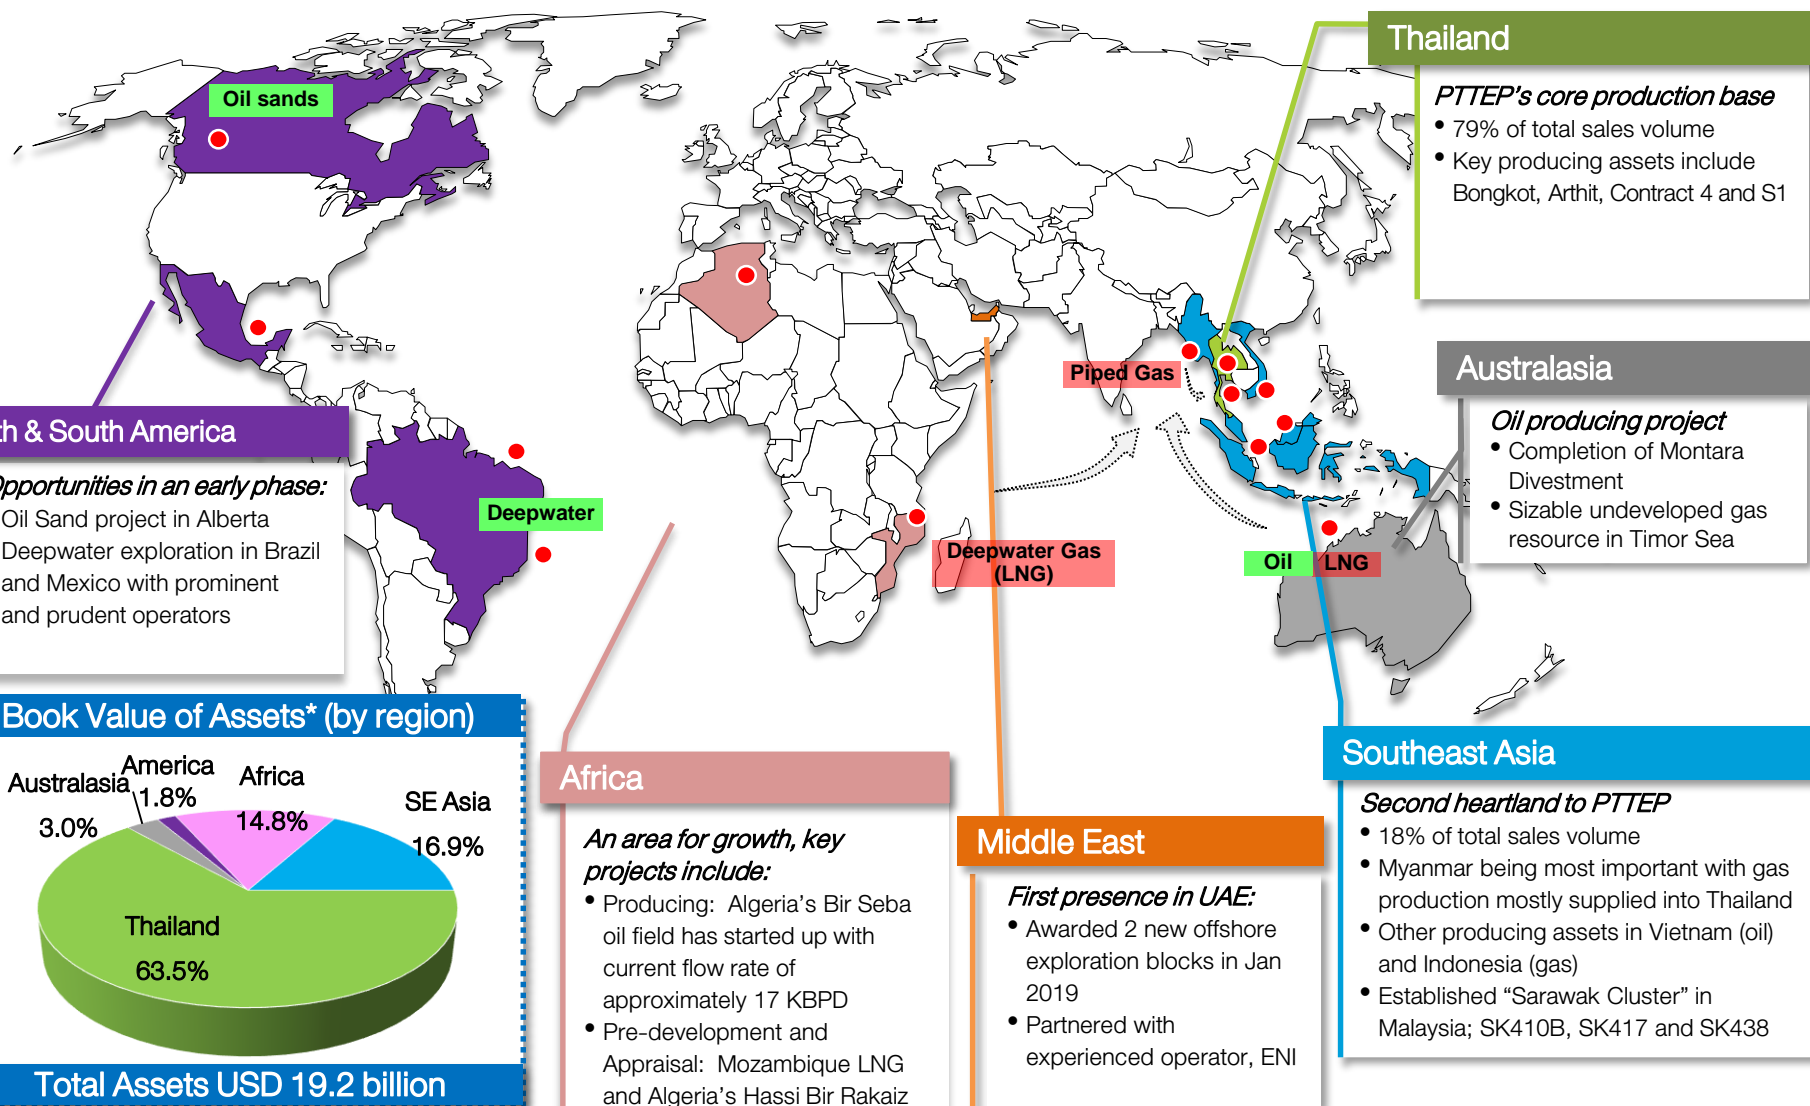 Thailand
PTTEP's core production base
• 79% of total sales volume
• Key producing assets include
Bongkot, Arthit, Contract 4 and S1
Oil sands
Piped Gas
Australasia
Oil producing project
• Completion of Montara
Divestment
• Sizable undeveloped gas
resource in Timor Sea
th & South America
pportunities in an early phase:
Oil Sand project in Alberta
Deepwater exploration in Brazil
and Mexico with prominent
and prudent operators
Deepwater
Deepwater Gas
(LNG)
Oil
LNG
Book Value of Assets* (by region)
Australasia
3.0%
America
1.8%
Africa
14.8%
SE Asia
16.9%
Thailand
63.5%
Total Assets USD 19.2 billion
Africa
An area for growth, key
projects include:
• Producing: Algeria's Bir Seba
oil field has started up with
current flow rate of
approximately 17 KBPD
• Pre-development and
Appraisal: Mozambique LNG
and Algeria's Hassi Bir Rakaiz
Middle East
First presence in UAE:
• Awarded 2 new offshore
exploration blocks in Jan
2019
• Partnered with
experienced operator, ENI
Southeast Asia
Second heartland to PTTEP
• 18% of total sales volume
• Myanmar being most important with gas
production mostly supplied into Thailand
• Other producing assets in Vietnam (oil)
and Indonesia (gas)
• Established “Sarawak Cluster” in
Malaysia; SK410B, SK417 and SK438